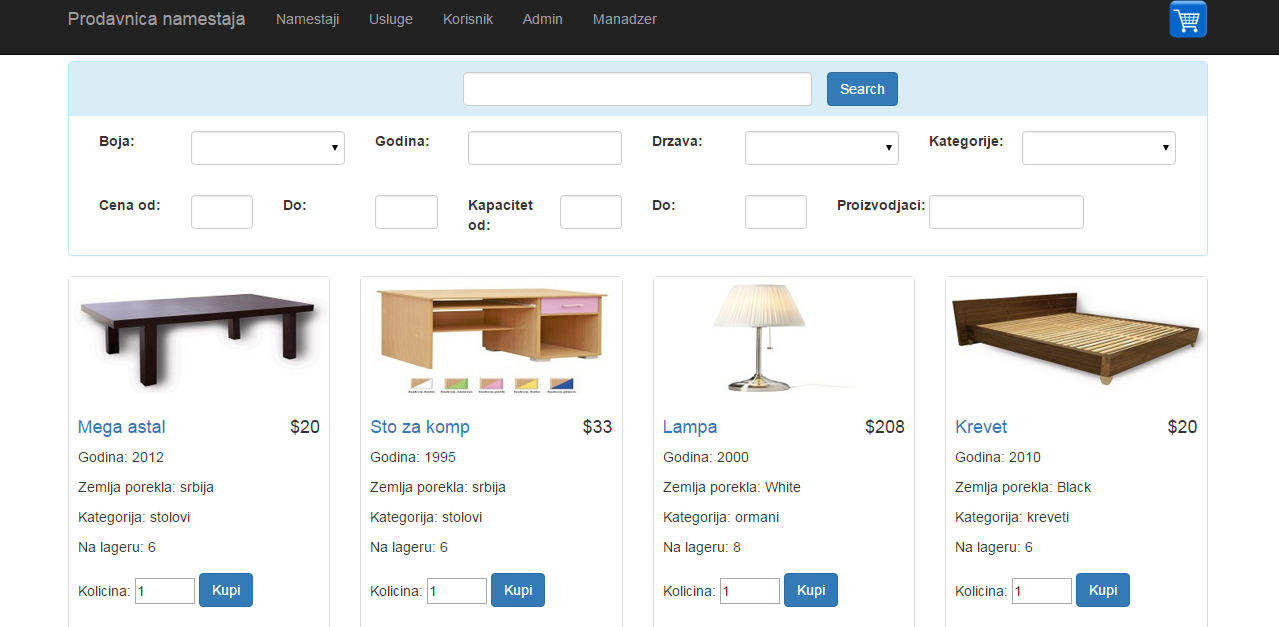 Prodavnica namestaja Namestaji Usluge Korisnik Admin Manadzer
Search
Boja: Godina: Drzava: Kategorije:
Cena od: Do: Kapacitet od: Do: Proizvodjaci:
Mega astal $20
Godina: 2012
Zemlja porekla: srbija
Kategorija: stolovi
Na lageru: 6
Kolicina: 1 Kupi
Sto za komp $33
Godina: 1995
Zemlja porekla: srbija
Kategorija: stolovi
Na lageru: 6
Kolicina: 1 Kupi
Lampa $208
Godina: 2000
Zemlja porekla: White
Kategorija: ormani
Na lageru: 8
Kolicina: 1 Kupi
Krevet $20
Godina: 2010
Zemlja porekla: Black
Kategorija: kreveti
Na lageru: 6
Kolicina: 1 Kupi